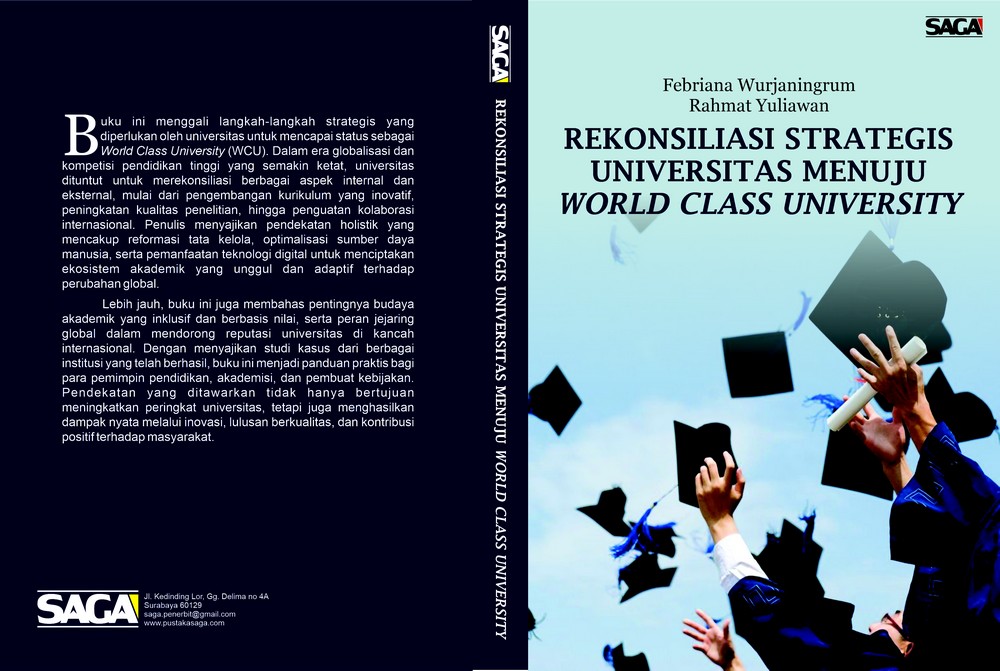 Buku ini menggali langkah-langkah strategis yang
diperlukan oleh universitas untuk mencapai status sebagai
World Class University (WCU). Dalam era globalisasi dan
kompetisi pendidikan tinggi yang semakin ketat, universitas
dituntut untuk merekonsiliasi berbagai aspek internal dan
eksternal, mulai dari pengembangan kurikulum yang inovatif,
peningkatan kualitas penelitian, hingga penguatan kolaborasi
internasional. Penulis menyajikan pendekatan holistik yang
mencakup reformasi tata kelola, optimalisasi sumber daya
manusia, serta pemanfaatan teknologi digital untuk menciptakan
ekosistem akademik yang unggul dan adaptif terhadap
perubahan global.
Lebih jauh, buku ini juga membahas pentingnya budaya
akademik yang inklusif dan berbasis nilai, serta peran jejaring
global dalam mendorong reputasi universitas di kancah
internasional. Dengan menyajikan studi kasus dari berbagai
institusi yang telah berhasil, buku ini menjadi panduan praktis bagi
para pemimpin pendidikan, akademisi, dan pembuat kebijakan.
Pendekatan yang ditawarkan tidak hanya bertujuan
meningkatkan peringkat universitas, tetapi juga menghasilkan
dampak nyata melalui inovasi, lulusan berkualitas, dan kontribusi
positif terhadap masyarakat.
SAGA
Jl. Kedinding Lor, Gg. Delima no 4A
Surabaya 60129
saga.penerbit@gmail.com
www.pustakasaga.com
SAGA
REKONSILIASI STRATEGIS UNIVERSITAS MENUJU WORLD CLASS UNIVERSITY
SAGA
Febriana Wurjaningrum
Rahmat Yuliawan
REKONSILIASI STRATEGIS
UNIVERSITAS MENUJU
WORLD CLASS UNIVERSITY